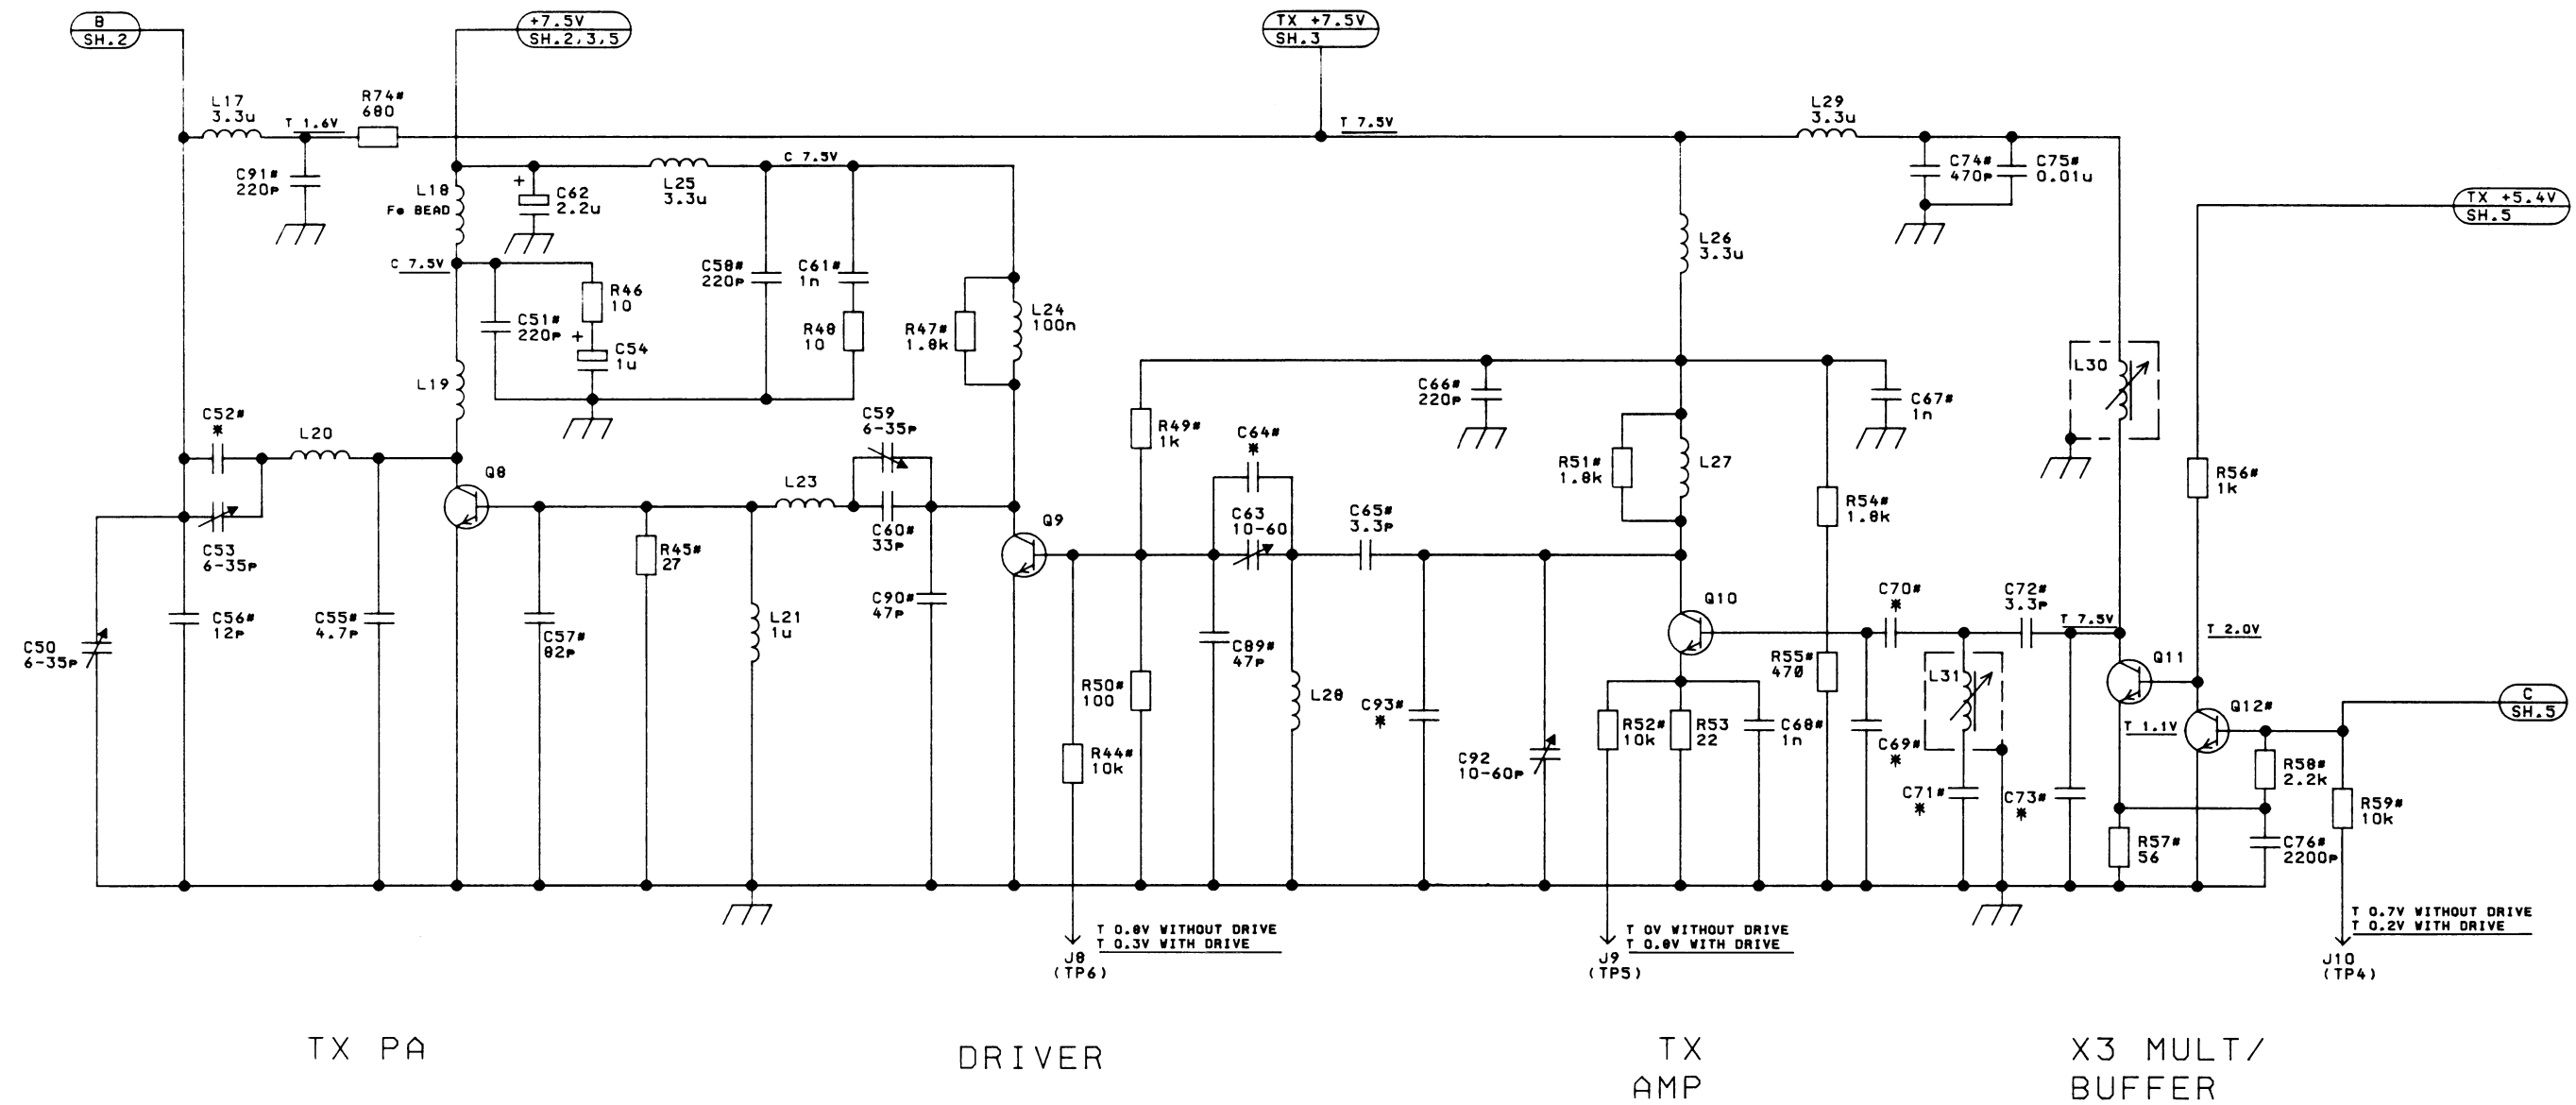 B
SH.2
+7.5V
SH.2,3,5
TX +7.5V
SH.3
L17
3.3u
T 1.6V
R74#
680
T 7.5V
L29
3.3u
C91#
220P
L18
Fe BEAD
C62
2.2u
+
L25
3.3u
C 7.5V
C74#
470P
C75#
0.01u
TX +5.4V
SH.5
L26
3.3u
C 7.5V
C51#
220P
R46
10
+
C54
1u
C58#
220P
C61#
1n
R48
10
R47#
1.8k
L24
100n
L19
L30
C66#
220P
C67#
1n
C52#
*
L20
C59
6-35P
R49#
1k
C64#
*
R51#
1.8k
L27
R56#
1k
Q8
L23
C60#
33P
Q9
C63
10-60
C65#
3.3P
R54#
1.8k
C53
6-35P
R45#
27
C50
6-35P
C56#
12P
C55#
4.7P
C57#
82P
L21
1u
C90#
47P
C89#
47P
Q10
C70#
*
C72#
3.3P
T 7.5V
T 2.0V
R55#
470
L31
Q11
R50#
100
L28
C93#
*
R52#
10k
R53
22
C68#
1n
C69#
*
T 1.1V
Q12#
C
SH.5
R44#
10k
C92
10-60P
C71#
*
C73#
*
R58#
2.2k
R59#
10k
R57#
56
C76#
2200P
T 0.8V WITHOUT DRIVE
T 0.3V WITH DRIVE
J8
(TP6)
T 0V WITHOUT DRIVE
T 0.8V WITH DRIVE
J9
(TP5)
T 0.7V WITHOUT DRIVE
T 0.2V WITH DRIVE
J10
(TP4)
TX PA
DRIVER
TX
AMP
X3 MULT/
BUFFER